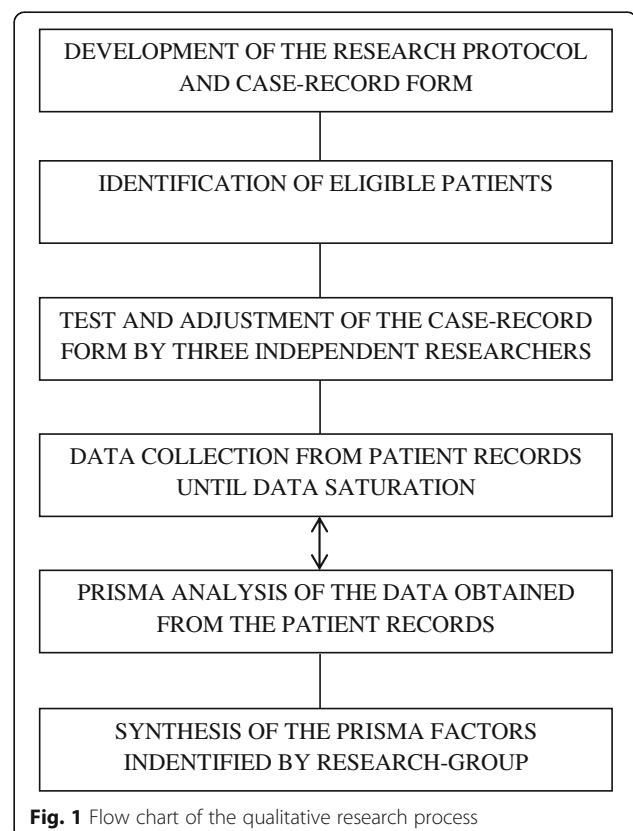 DEVELOPMENT OF THE RESEARCH PROTOCOL
AND CASE-RECORD FORM
IDENTIFICATION OF ELIGIBLE PATIENTS
TEST AND ADJUSTMENT OF THE CASE-RECORD
FORM BY THREE INDEPENDENT RESEARCHERS
DATA COLLECTION FROM PATIENT RECORDS
UNTIL DATA SATURATION
PRISMA ANALYSIS OF THE DATA OBTAINED
FROM THE PATIENT RECORDS
SYNTHESIS OF THE PRISMA FACTORS
INDENTIFIED BY RESEARCH-GROUP
Fig. 1 Flow chart of the qualitative research process